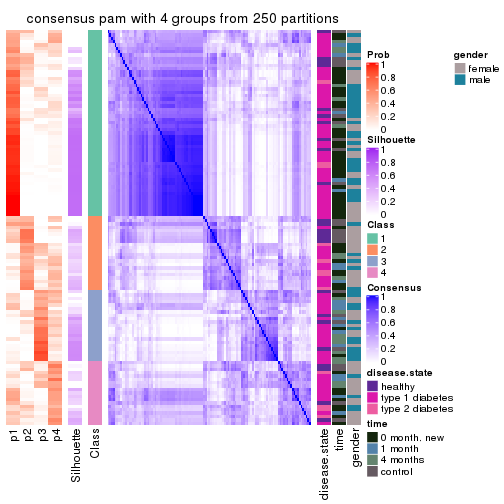 consensus pam with 4 groups from 250 partitions
Prob
1
0.8
0.6
0.4
0.2
0
gender
female
male
Silhouette
1
0.8
0.6
0.4
0.2
0
Class
1
2
3
4
Consensus
1
0.8
0.6
0.4
0.2
0
disease.state
healthy
type 1 diabetes
type 2 diabetes
time
0 month. new
1 month
4 months
control
p1
p2
p3
p4
Silhouette
Class
disease.state
time
gender